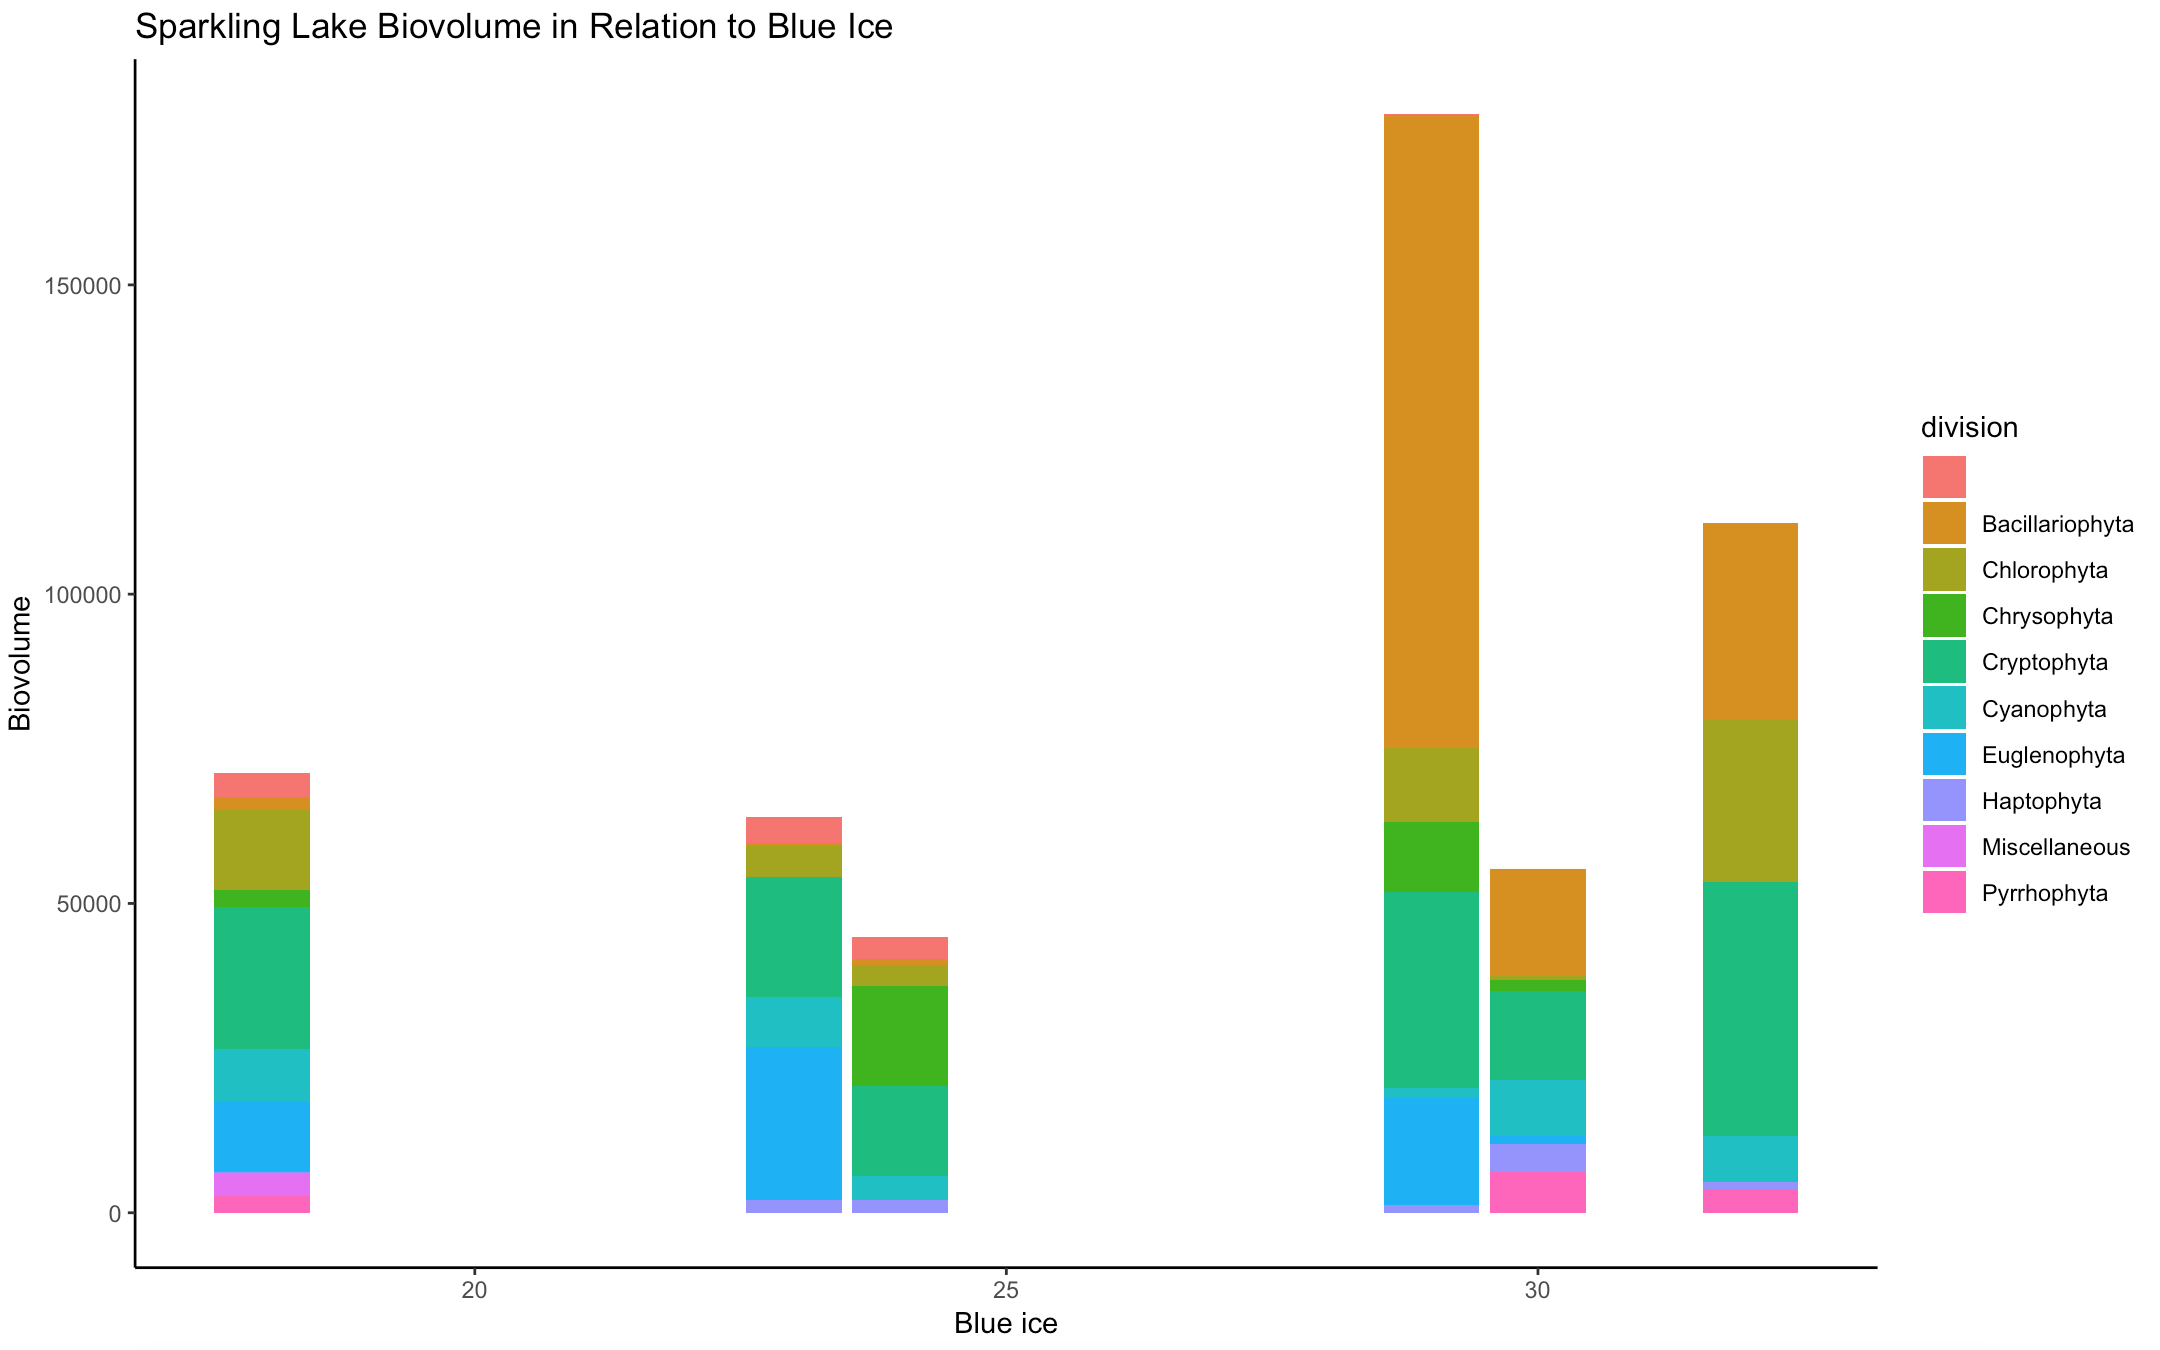 Sparkling Lake Biovolume in Relation to Blue Ice
Biovolume
150000
100000
50000
0
20
25
30
Blue ice
division
Bacillariophyta
Chlorophyta
Chrysophyta
Cryptophyta
Cyanophyta
Euglenophyta
Haptophyta
Miscellaneous
Pyrrhophyta